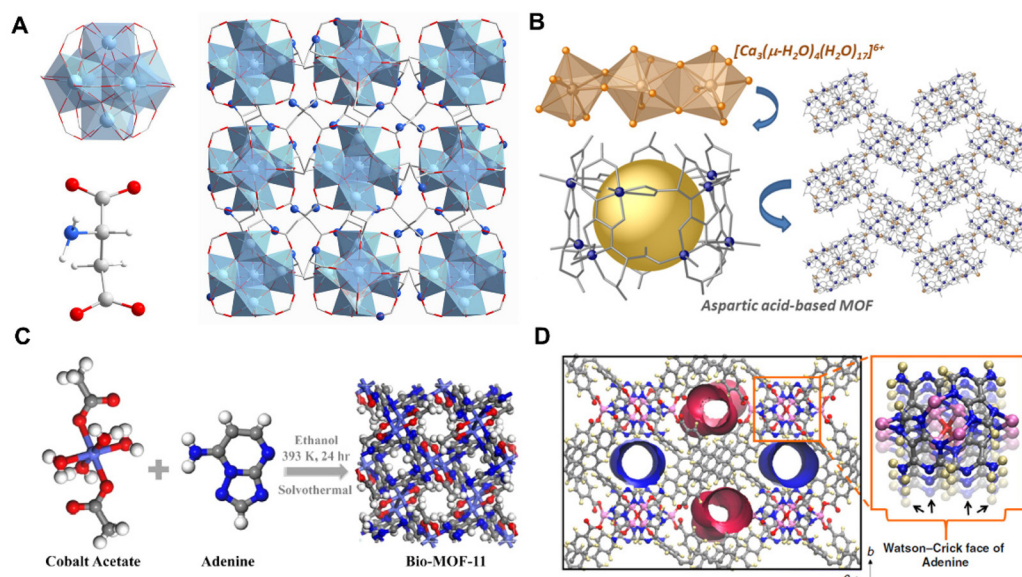 A
B
[Ca3(μ-H2O)4(H2O)17]6+
Aspartic acid-based MOF
C
Ethanol
393 K, 24 hr
Solvothermal
Cobalt Acetate
Adenine
Bio-MOF-11
D
Watson–Crick face of
Adenine
b